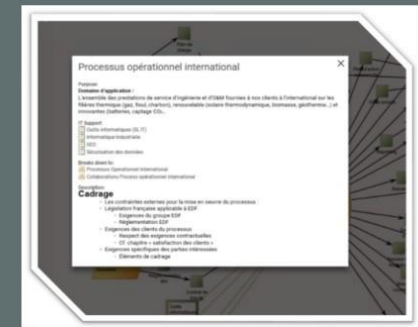 Processus opérationnel international
Purpose:
Domaine d'application :
L'ensemble des prestations de service d'ingénierie et d'O&M fournies à nos clients à l'international sur les
filières thermique (gaz, fioul, charbon), renouvelable (solaire thermodynamique, biomasse, géothermie...) et
innovantes (batteries, captage CO₂...
IT Support
Outils informatiques (SI, IT)
Informatique Industrielle
Sécurisation des données
Breaks down to:
Processus Opérationnel International
Collaborations Process opérationnel international
Description:
Cadrage
- Les contraintes externes pour la mise en oeuvre du processus :
- Législation française applicable à EDF
- Exigences du groupe EDF
- Réglementation EDF
- Exigences des clients du processus
- Respect des exigences contractuelles
- Cf. chapitre « satisfaction des clients »
- Exigences spécifiques des parties intéressées
- Éléments de cadrage